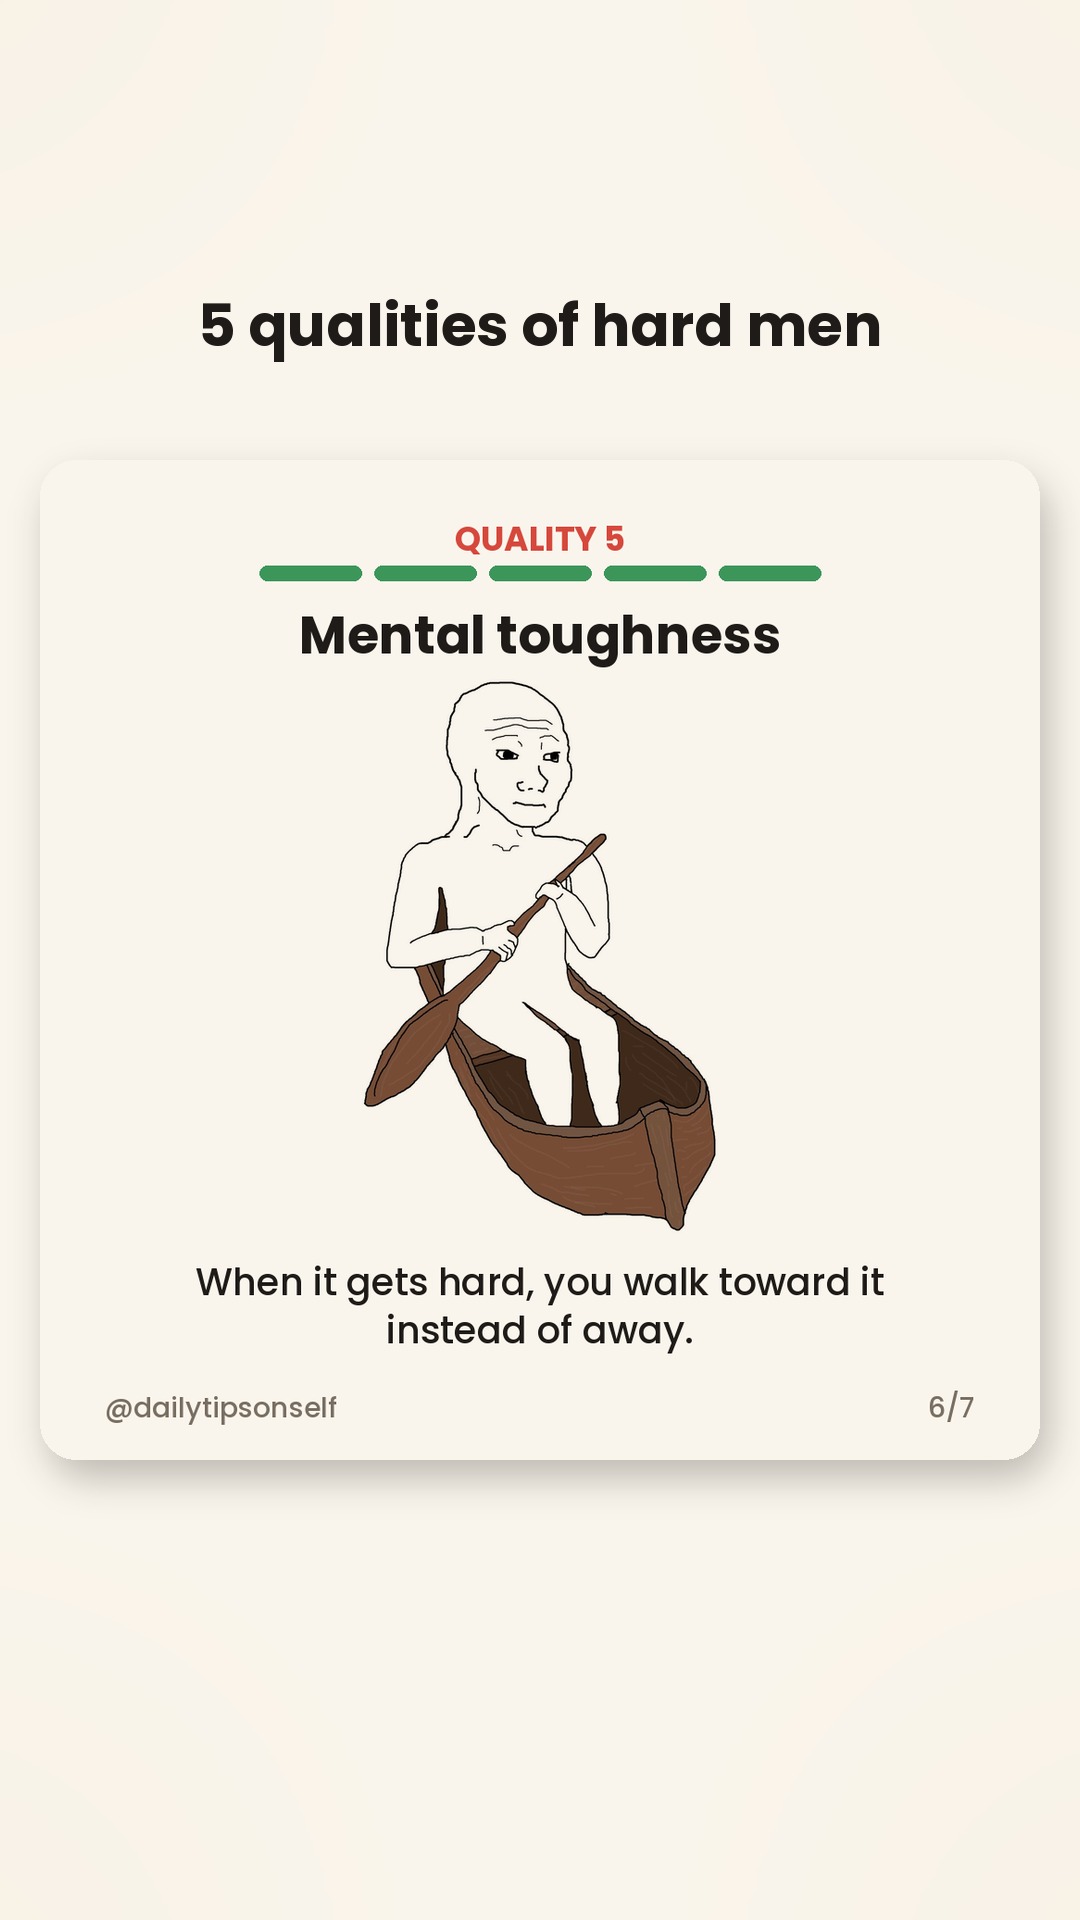 5 qualities of hard men
QUALITY 5
Mental toughness
When it gets hard, you walk toward it
instead of away.
@dailytipsonself
6/7